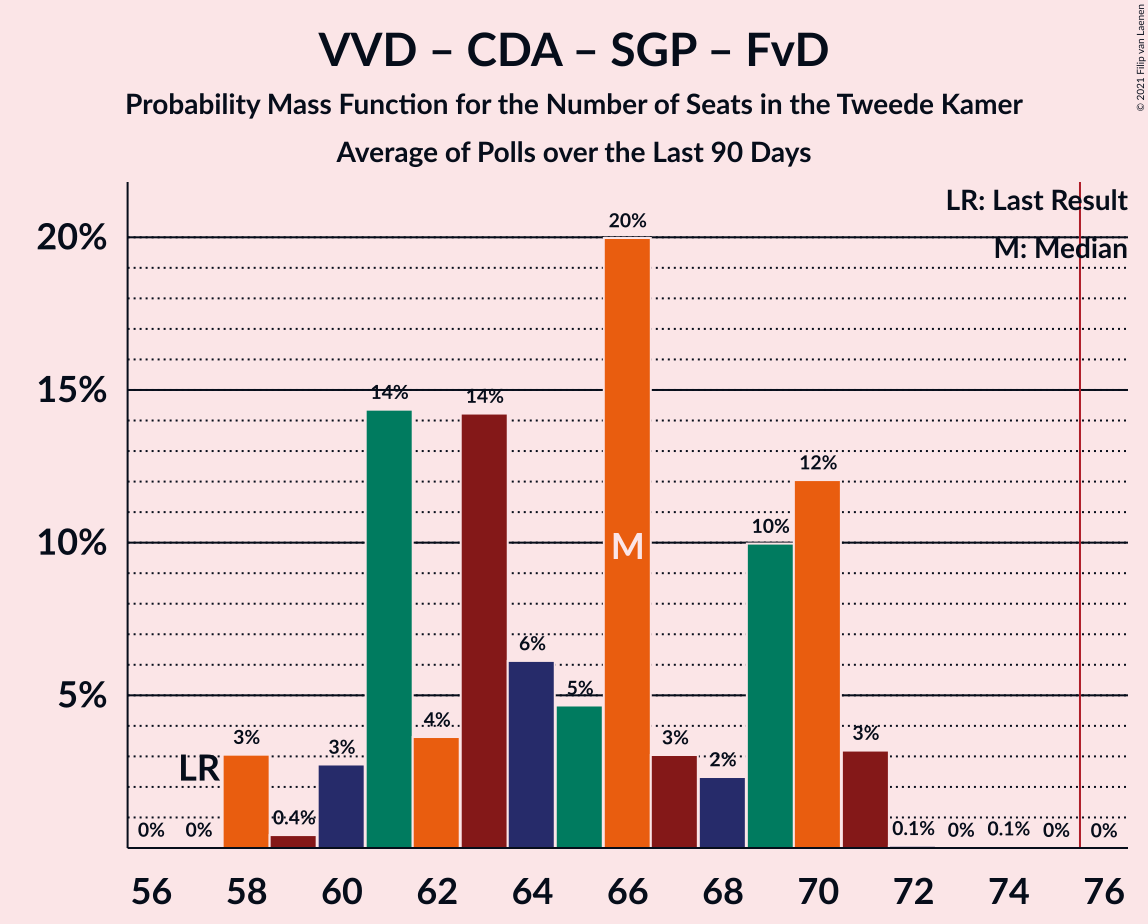 VVD – CDA – SGP – FvD
Probability Mass Function for the Number of Seats in the Tweede Kamer
Average of Polls over the Last 90 Days
© 2021 Filip van Laenen
LR: Last Result
M: Median
20%
15%
10%
5%
0%
0%
LR
3%
0.4%
3%
14%
4%
14%
6%
5%
20%
M
3%
2%
10%
12%
3%
0.1%
0%
0.1%
0%
0%
56 58 60 62 64 66 68 70 72 74 76